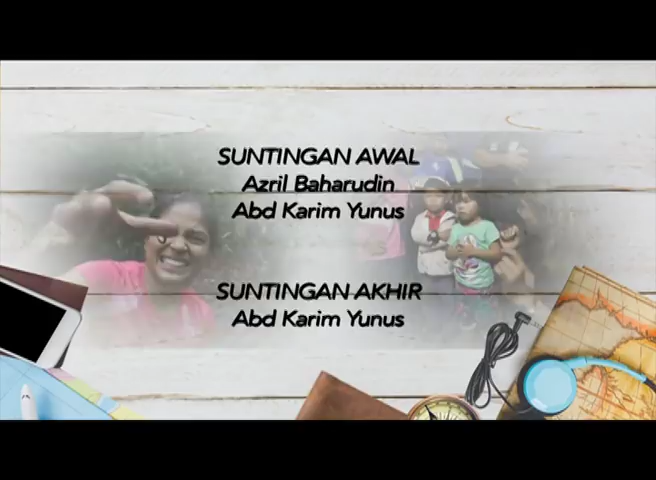 SUNTINGAN AWAL
Azril Baharudin
Abd Karim Yunus
SUNTINGAN AKHIR
Abd Karim Yunus